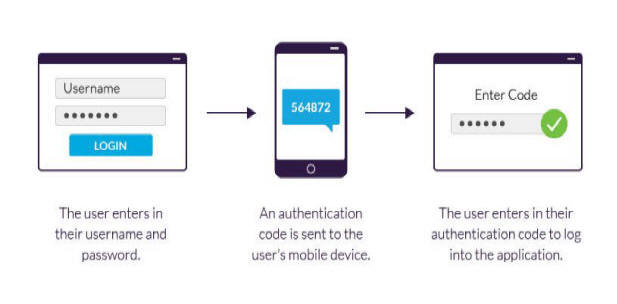 Username
●●●●●●●
LOGIN
564872
Enter Code
●●●●●●
The user enters in
their username and
password.
An authentication
code is sent to the
user's mobile device.
The user enters in their
authentication code to log
into the application.